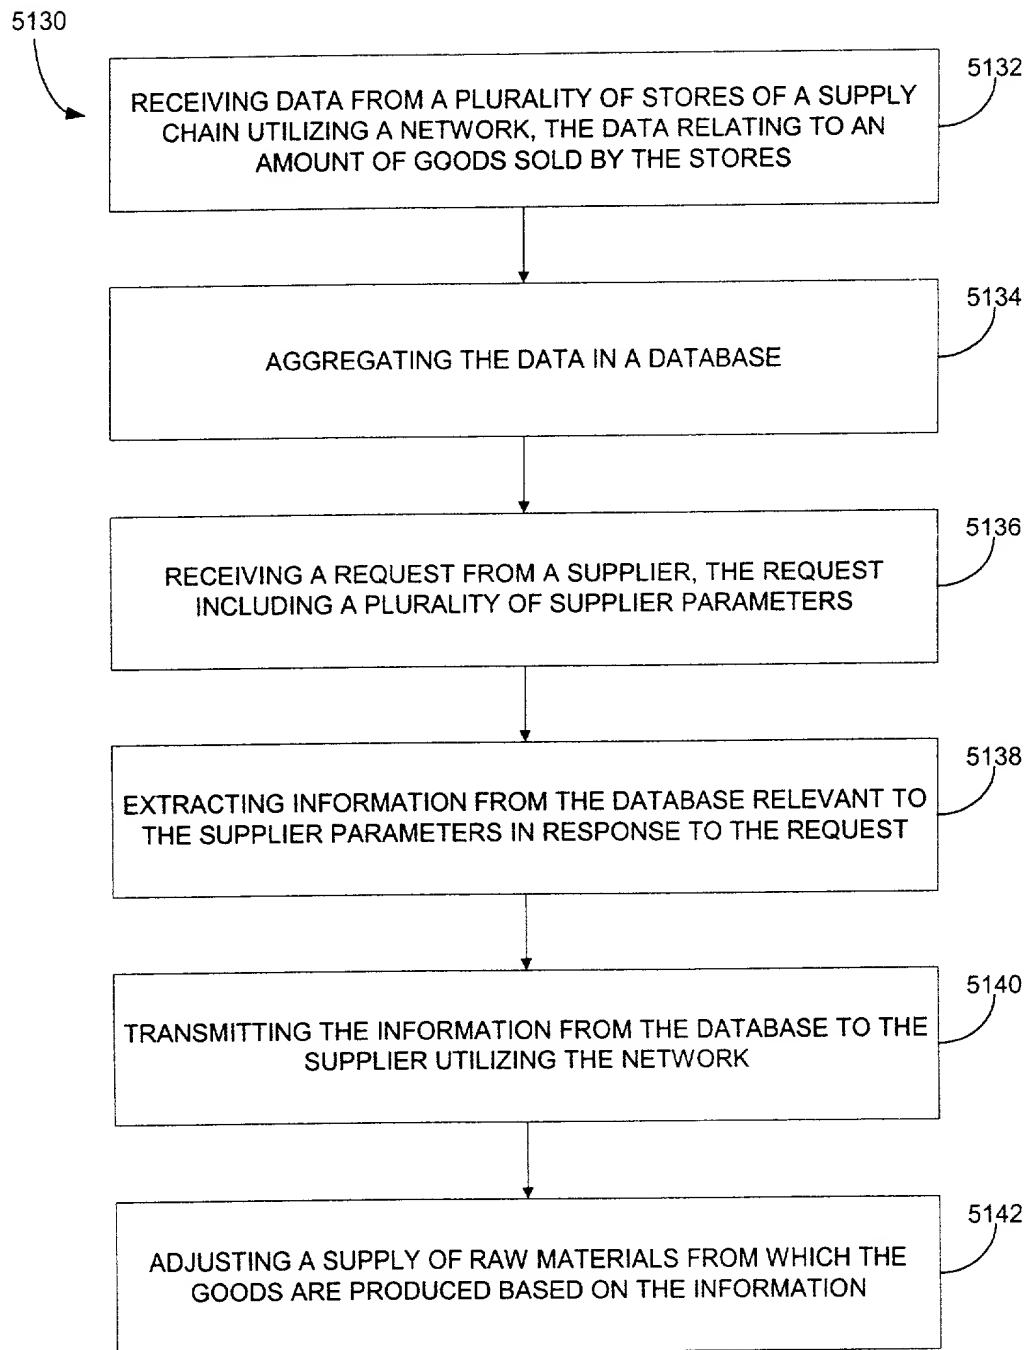 5130
5132
RECEIVING DATA FROM A PLURALITY OF STORES OF A SUPPLY
CHAIN UTILIZING A NETWORK, THE DATA RELATING TO AN
AMOUNT OF GOODS SOLD BY THE STORES
5134
AGGREGATING THE DATA IN A DATABASE
5136
RECEIVING A REQUEST FROM A SUPPLIER, THE REQUEST
INCLUDING A PLURALITY OF SUPPLIER PARAMETERS
5138
EXTRACTING INFORMATION FROM THE DATABASE RELEVANT TO
THE SUPPLIER PARAMETERS IN RESPONSE TO THE REQUEST
5140
TRANSMITTING THE INFORMATION FROM THE DATABASE TO THE
SUPPLIER UTILIZING THE NETWORK
5142
ADJUSTING A SUPPLY OF RAW MATERIALS FROM WHICH THE
GOODS ARE PRODUCED BASED ON THE INFORMATION